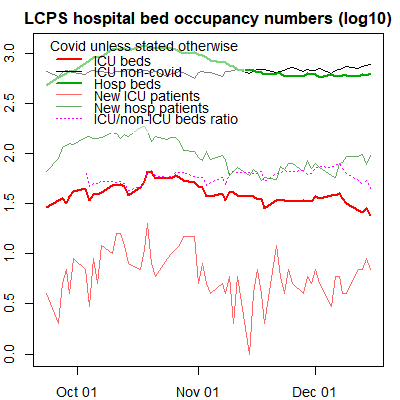 LCPS hospital bed occupancy numbers (log10)
Covid unless stated otherwise
ICU beds
ICU non-covid
Hosp beds
New ICU patients
New hosp patients
ICU/non-ICU beds ratio
3.0
2.5
2.0
1.5
1.0
0.5
0.0
Oct 01
Nov 01
Dec 01